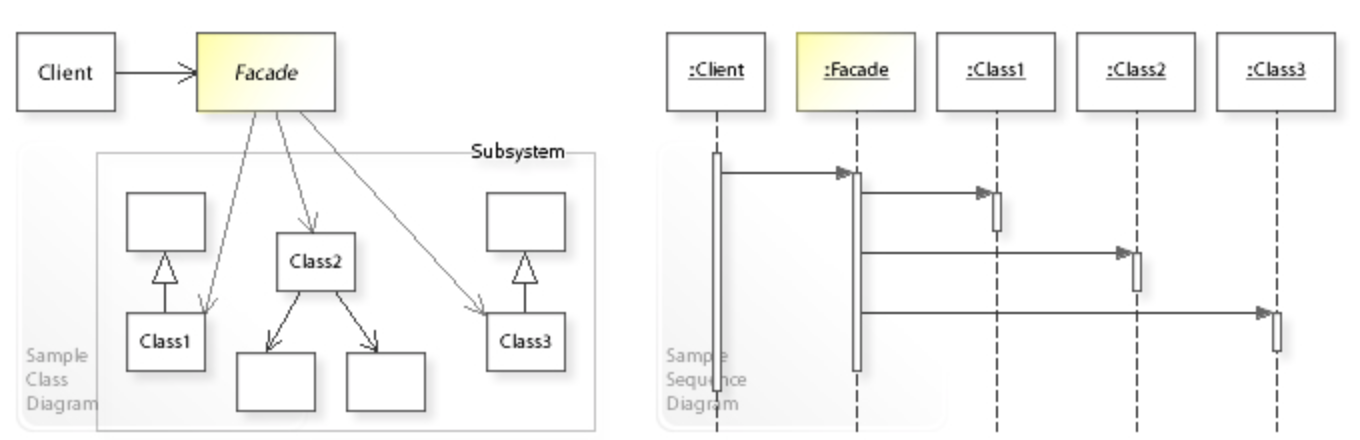 Client
Facade
Subsystem
Class2
Class1
Class3
Sample
Class
Diagram
:Client
:Facade
:Class1
:Class2
:Class3
Sample
Sequence
Diagram